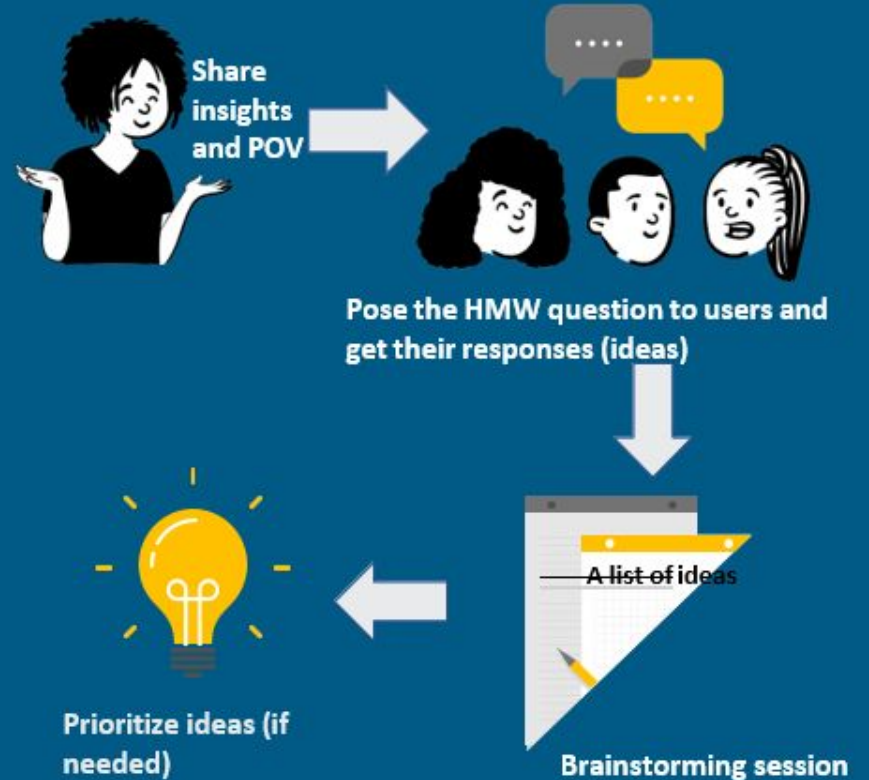 Share
insights
and POV
Pose the HMW question to users and
get their responses (ideas)
A list of ideas
Brainstorming session
Prioritize ideas (if
needed)